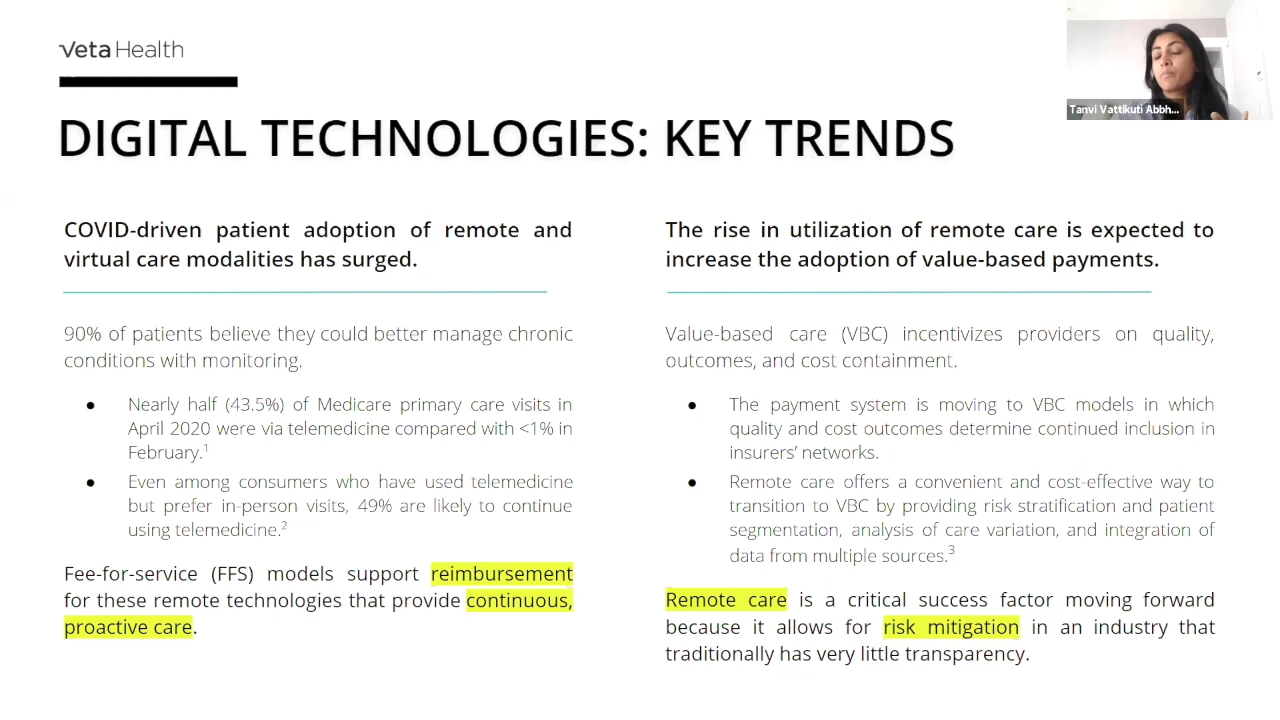 Veta Health
Tanvi Vattikuti Abbh...
DIGITAL TECHNOLOGIES: KEY TRENDS
COVID-driven patient adoption of remote and
virtual care modalities has surged.
90% of patients believe they could better manage chronic
conditions with monitoring.
● Nearly half (43.5%) of Medicare primary care visits in
April 2020 were via telemedicine compared with <1% in
February.1
● Even among consumers who have used telemedicine
but prefer in-person visits, 49% are likely to continue
using telemedicine.2
Fee-for-service (FFS) models support reimbursement
for these remote technologies that provide continuous,
proactive care.
The rise in utilization of remote care is expected to
increase the adoption of value-based payments.
Value-based care (VBC) incentivizes providers on quality,
outcomes, and cost containment.
● The payment system is moving to VBC models in which
quality and cost outcomes determine continued inclusion in
insurers’ networks.
● Remote care offers a convenient and cost-effective way to
transition to VBC by providing risk stratification and patient
segmentation, analysis of care variation, and integration of
data from multiple sources.3
Remote care is a critical success factor moving forward
because it allows for risk mitigation in an industry that
traditionally has very little transparency.